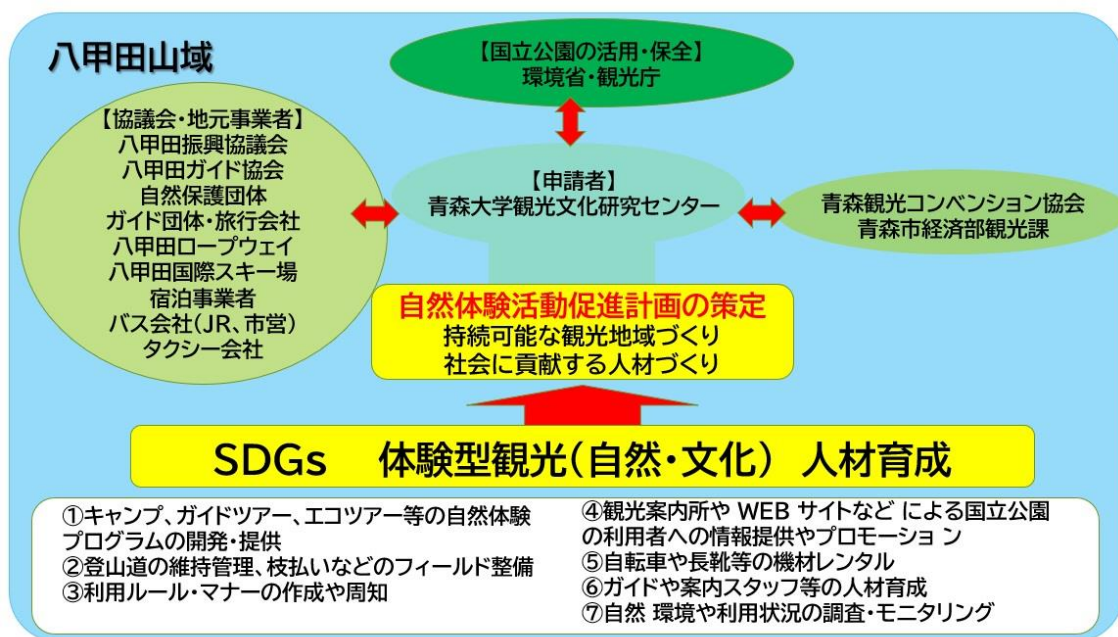 八甲田山域
【国立公園の活用・保全】
環境省・観光庁
【協議会・地元事業者】
八甲田振興協議会
八甲田ガイド協会
自然保護団体
ガイド団体・旅行会社
八甲田ロープウェイ
八甲田国際スキー場
宿泊事業者
バス会社(JR、市営)
タクシー会社
【申請者】
青森大学観光文化研究センター
青森観光コンベンション協会
青森市経済部観光課
自然体験活動促進計画の策定
持続可能な観光地域づくり
社会に貢献する人材づくり
SDGs 体験型観光(自然・文化) 人材育成
①キャンプ、ガイドツアー、エコツアー等の自然体験
プログラムの開発・提供
②登山道の維持管理、枝払いなどのフィールド整備
③利用ルール・マナーの作成や周知
④観光案内所や WEB サイトなど による国立公園
の利用者への情報提供やプロモーショ ン
⑤自転車や長靴等の機材レンタル
⑥ガイドや案内スタッフ等の人材育成
⑦自然 環境や利用状況の調査・モニタリング